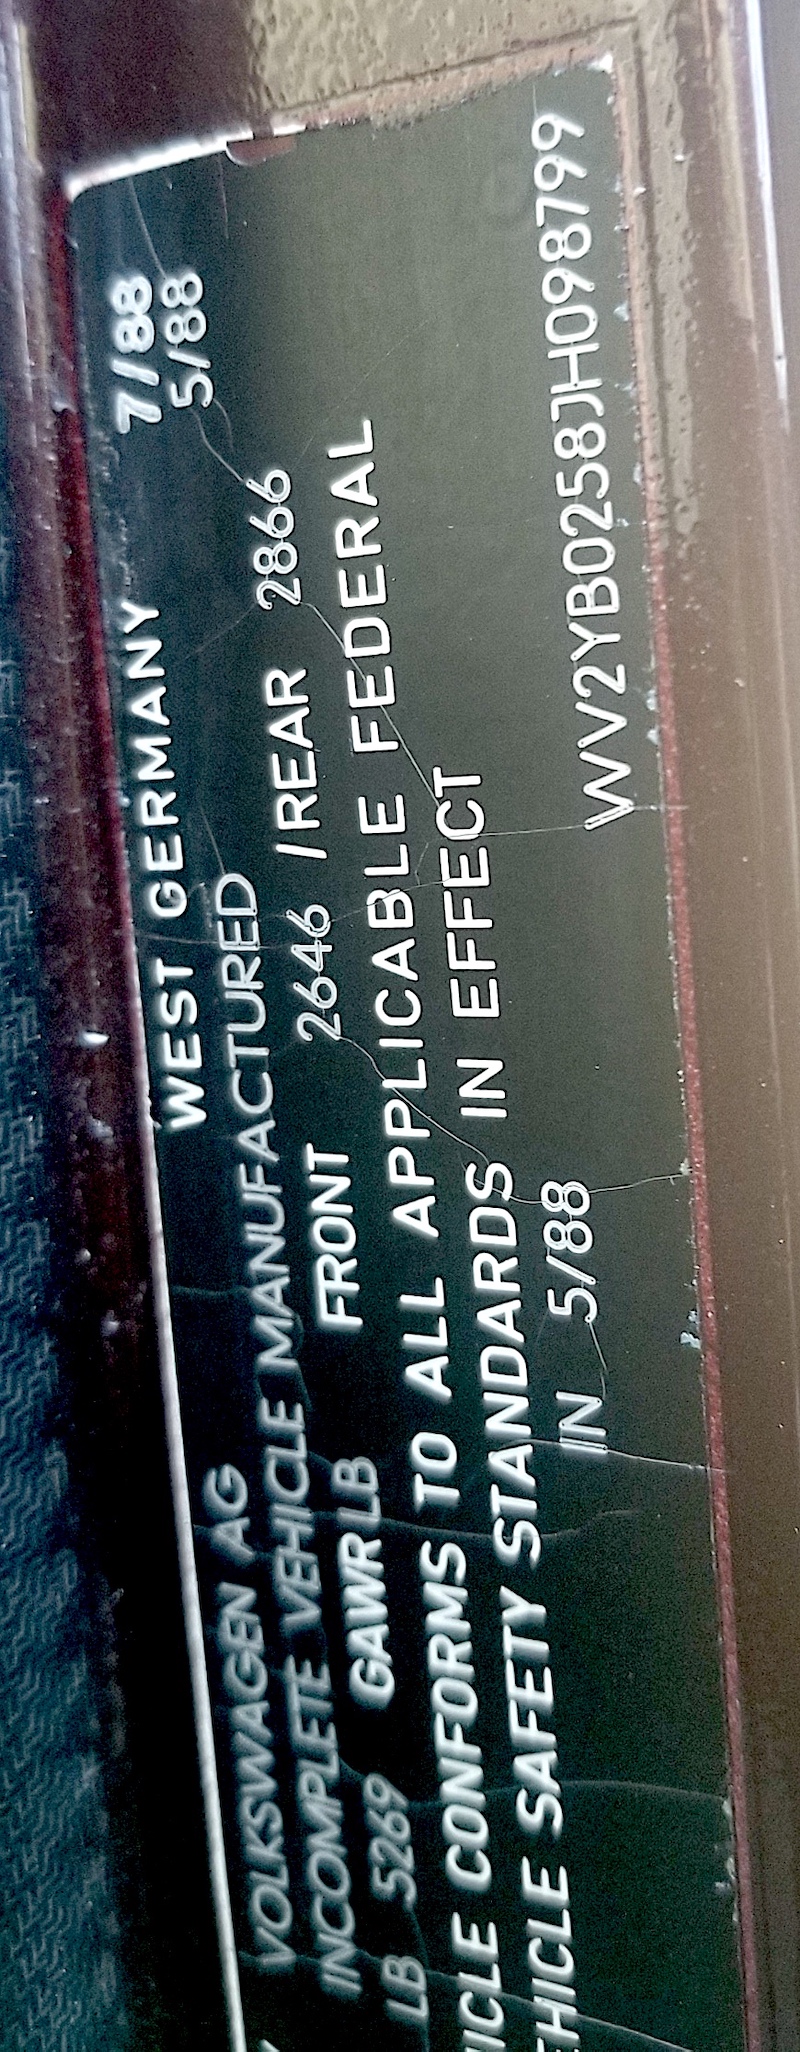 VOLKSWAGEN AG WEST GERMANY 7/88
INCOMPLETE VEHICLE MANUFACTURED 5/88
LB 5269 GAWR LB FRONT 2646 /REAR 2866
ICLE CONFORMS TO ALL APPLICABLE FEDERAL
EHICLE SAFETY STANDARDS IN EFFECT
IN 5/88 WV2YB0258JH098799